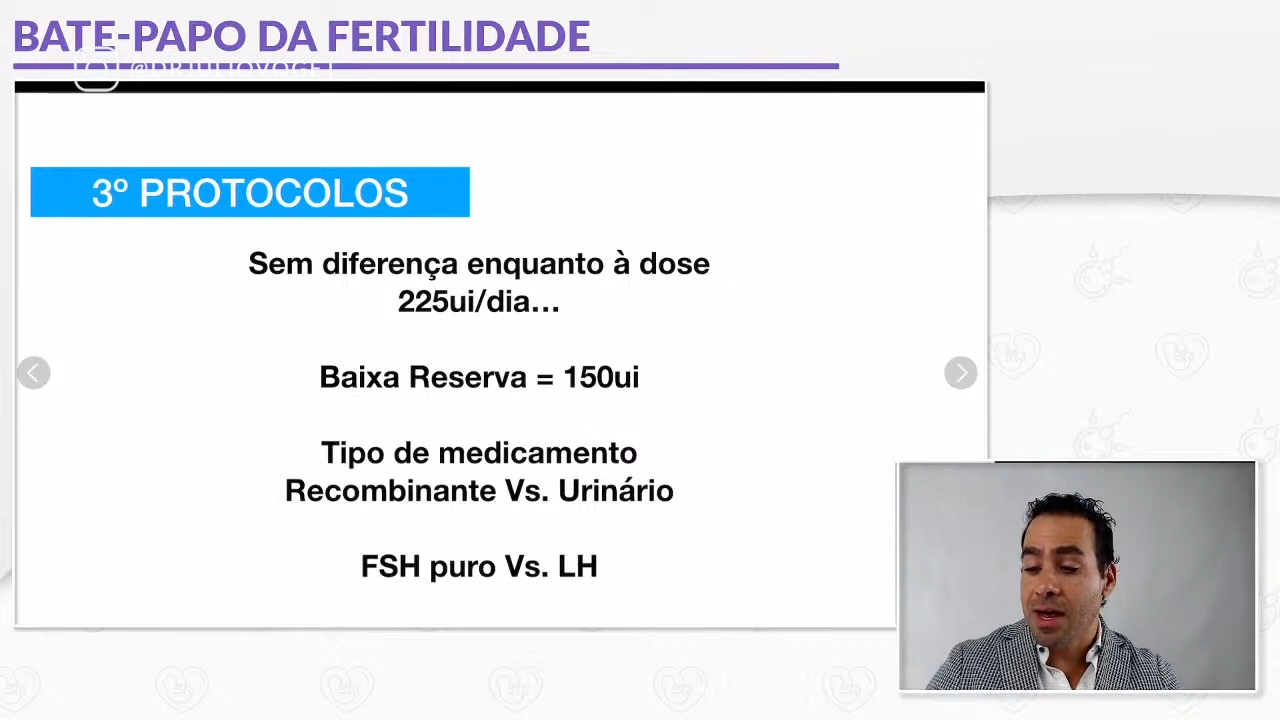 BATE-PAPO DA FERTILIDADE
@DRJULIOVOGET
3º PROTOCOLOS
Sem diferença enquanto à dose
225ui/dia…
Baixa Reserva = 150ui
Tipo de medicamento
Recombinante Vs. Urinário
FSH puro Vs. LH